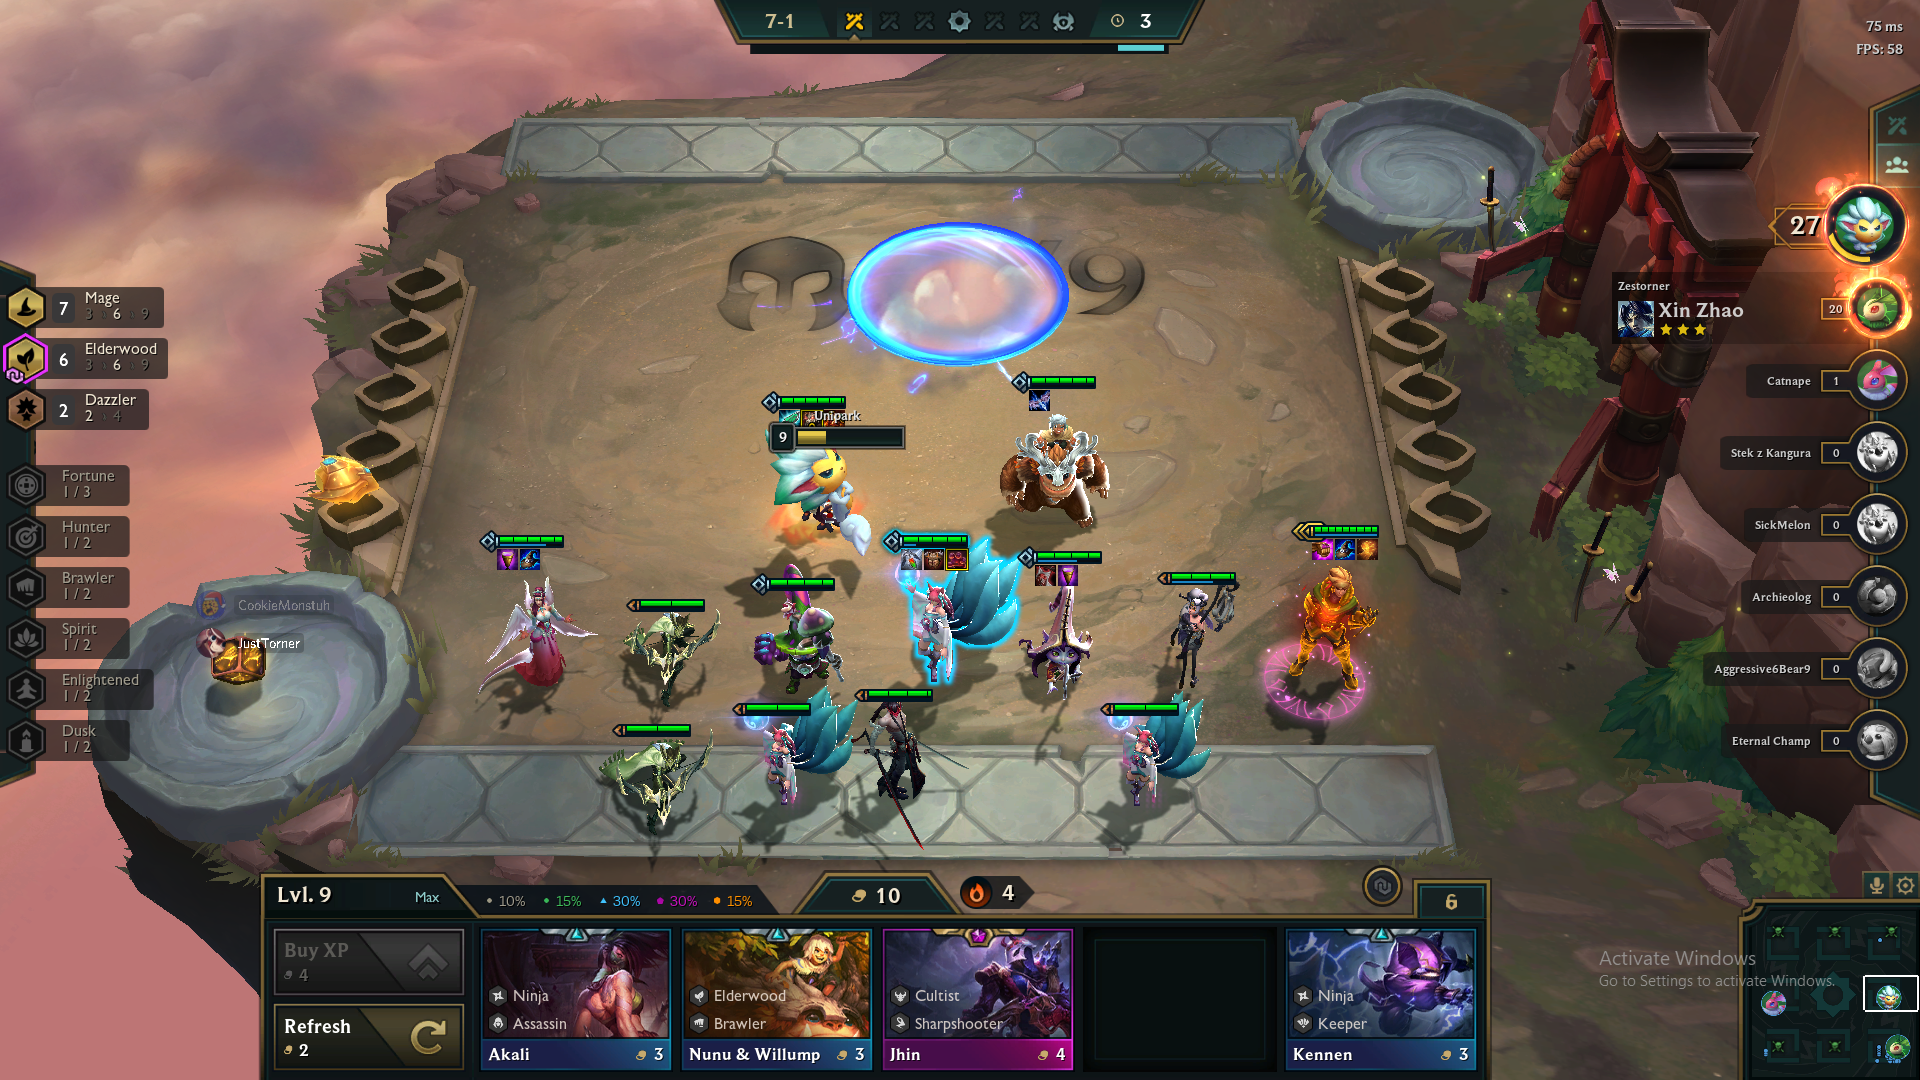 7-1
3
75 ms
FPS: 58
7 Mage
3 6 9
6 Elderwood
3 6 9
2 Dazzler
2 4
Fortune
1 / 3
Hunter
1 / 2
Brawler
1 / 2
Spirit
1 / 2
Enlightened
1 / 2
Dusk
1 / 2
9
Unipark
9
CookieMonstuh
JustTorner
27
Zestorner
Xin Zhao
20
Catnape 1
Stek z Kangura 0
SickMelon 0
Archieolog 0
Aggressive6Bear9 0
Eternal Champ 0
Lvl. 9
Max
10% 15% 30% 30% 15%
10
4
6
Buy XP
4
Refresh
2
Ninja
Assassin
Akali 3
Elderwood
Brawler
Nunu & Willump 3
Cultist
Sharpshooter
Jhin 4
Ninja
Keeper
Kennen 3
Activate Windows
Go to Settings to activate Windows.